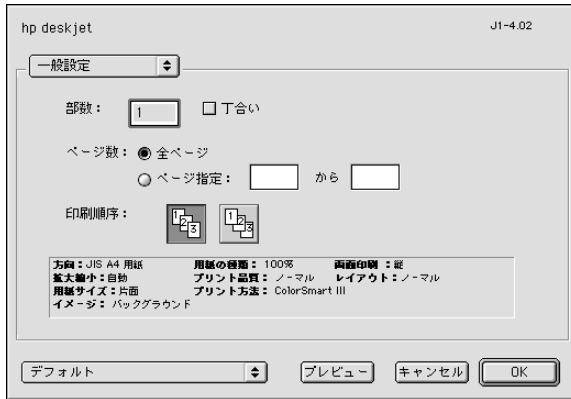 hp deskjet J1-4.02
一般設定
部数： 1 丁合い
ページ数： 全ページ
ページ指定： から
印刷順序： 1 2 3 1 2 3
方向：JIS A4 用紙 用紙の種類： 100% 両面印刷 ：縦
拡大縮小：自動 プリント品質： ノーマル レイアウト：ノーマル
用紙サイズ：片面 プリント方法： ColorSmart III
イメージ： バックグラウンド
デフォルト プレビュー キャンセル OK